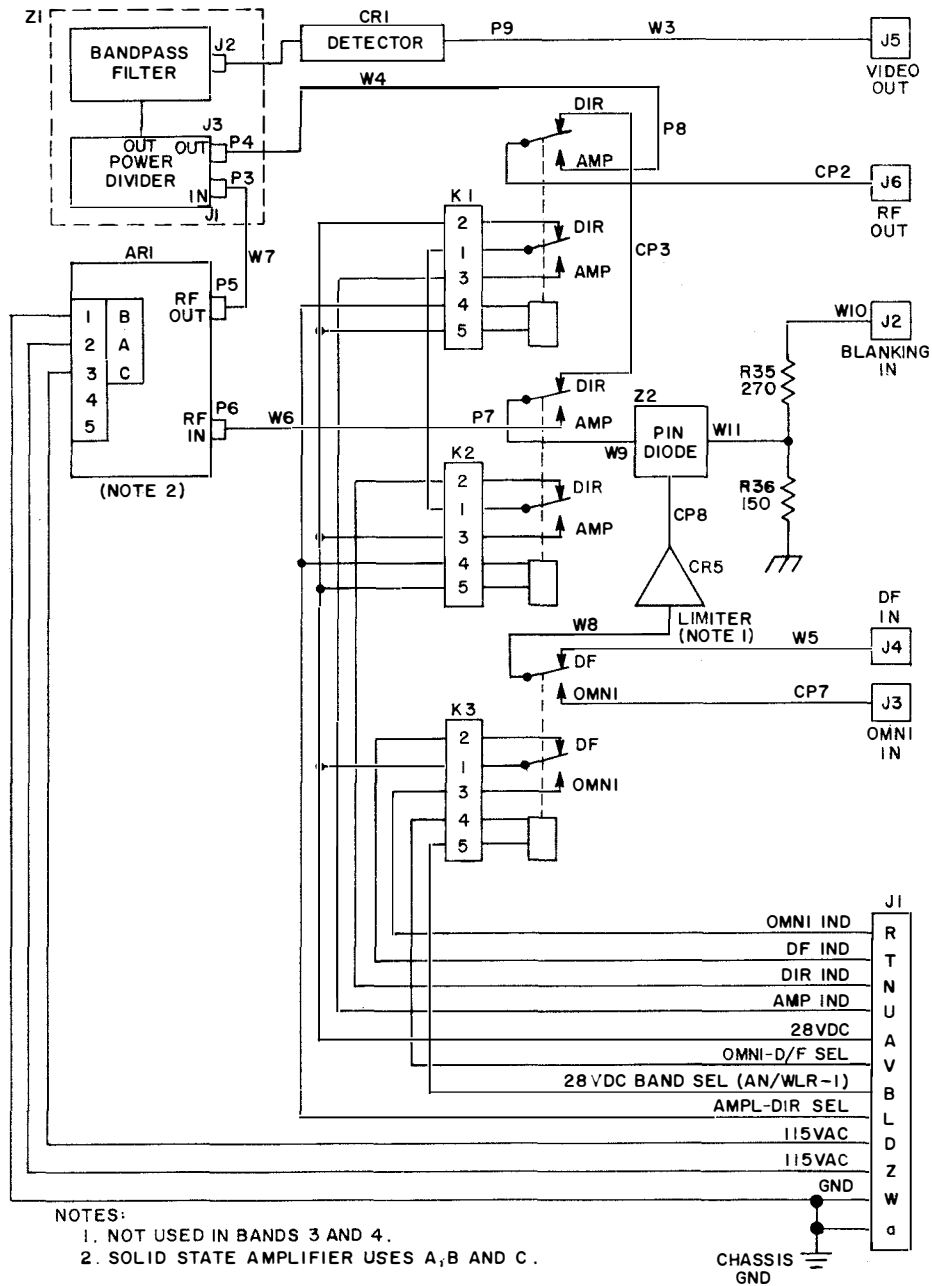 Z1
BANDPASS
FILTER
J2
CR1
DETECTOR
P9
W3
J5
VIDEO
OUT
W4
J3
OUT
OUT
P4
POWER
DIVIDER
IN
P3
J1
W7
DIR
AMP
P8
CP2
J6
RF
OUT
CP3
K1
2
1
3
4
5
DIR
AMP
AR1
1
2
3
4
5
B
A
C
RF
OUT
P5
RF
IN
P6
(NOTE 2)
W6
P7
DIR
AMP
W9
Z2
PIN
DIODE
W11
W10
J2
BLANKING
IN
R35
270
R36
150
K2
2
1
3
4
5
DIR
AMP
CP8
CR5
LIMITER
(NOTE 1)
W8
DF
OMNI
W5
DF
IN
J4
CP7
J3
OMNI
IN
K3
2
1
3
4
5
DF
OMNI
J1
OMNI IND R
DF IND T
DIR IND N
AMP IND U
28VDC A
OMNI-D/F SEL V
28VDC BAND SEL (AN/WLR-1) B
AMPL-DIR SEL L
115VAC D
115VAC Z
GND W
a
CHASSIS
GND
NOTES:
1. NOT USED IN BANDS 3 AND 4.
2. SOLID STATE AMPLIFIER USES A, B AND C.